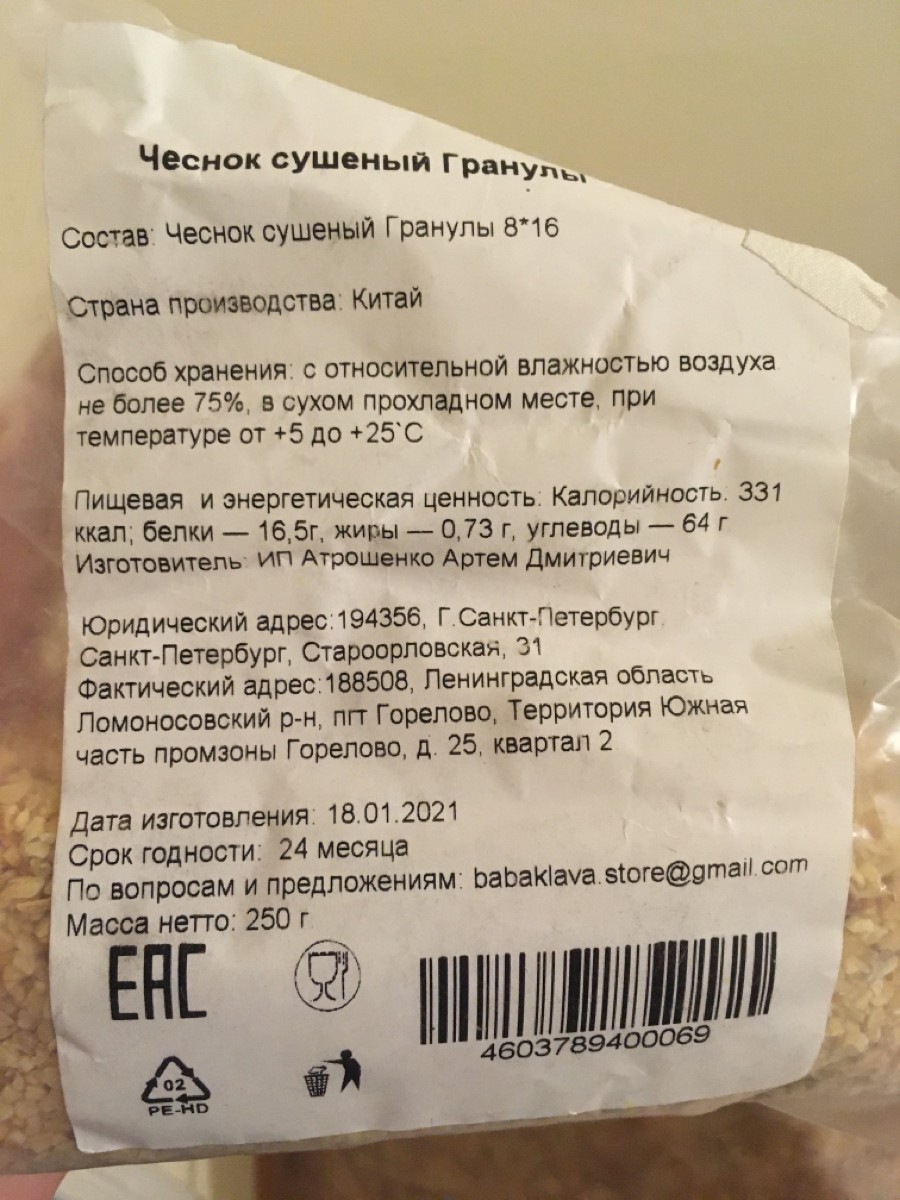 Чеснок сушеный Гранулы
Состав: Чеснок сушеный Гранулы 8*16
Страна производства: Китай
Способ хранения: с относительной влажностью воздуха
не более 75%, в сухом прохладном месте, при
температуре от +5 до +25`С
Пищевая и энергетическая ценность: Калорийность: 331
ккал; белки — 16,5г, жиры — 0,73 г, углеводы — 64 г
Изготовитель: ИП Атрошенко Артем Дмитриевич
Юридический адрес:194356, Г.Санкт-Петербург.
Санкт-Петербург, Староорловская, 31
Фактический адрес:188508, Ленинградская область
Ломоносовский р-н, пгт Горелово, Территория Южная
часть промзоны Горелово, д. 25, квартал 2
Дата изготовления: 18.01.2021
Срок годности: 24 месяца
По вопросам и предложениям: babaklava.store@gmail.com
Масса нетто: 250 г
ЕАС
4603789400069
02
PE-HD